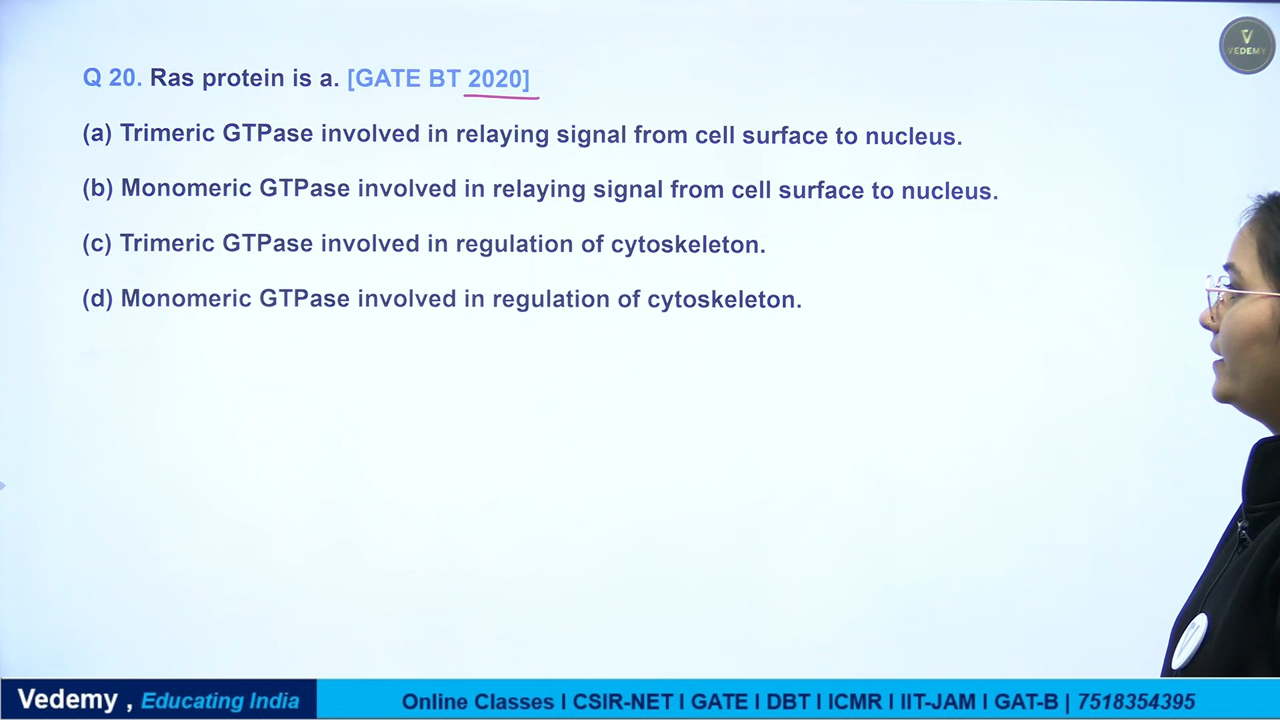 V
VEDEMY
Q 20. Ras protein is a. [GATE BT 2020]
(a) Trimeric GTPase involved in relaying signal from cell surface to nucleus.
(b) Monomeric GTPase involved in relaying signal from cell surface to nucleus.
(c) Trimeric GTPase involved in regulation of cytoskeleton.
(d) Monomeric GTPase involved in regulation of cytoskeleton.
Vedemy , Educating India
Online Classes I CSIR-NET I GATE I DBT I ICMR I IIT-JAM I GAT-B | 7518354395